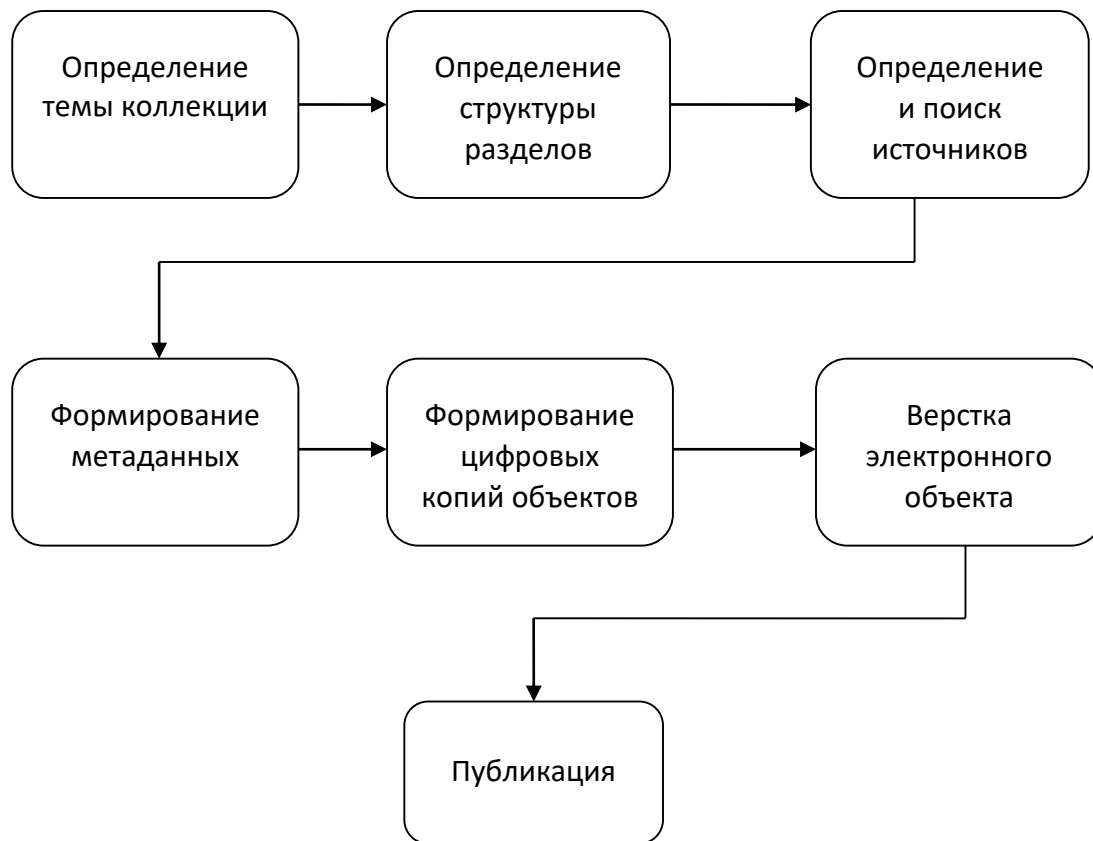 Определение
темы коллекции
Определение
структуры
разделов
Определение
и поиск
источников
Формирование
метаданных
Формирование
цифровых
копий объектов
Верстка
электронного
объекта
Публикация